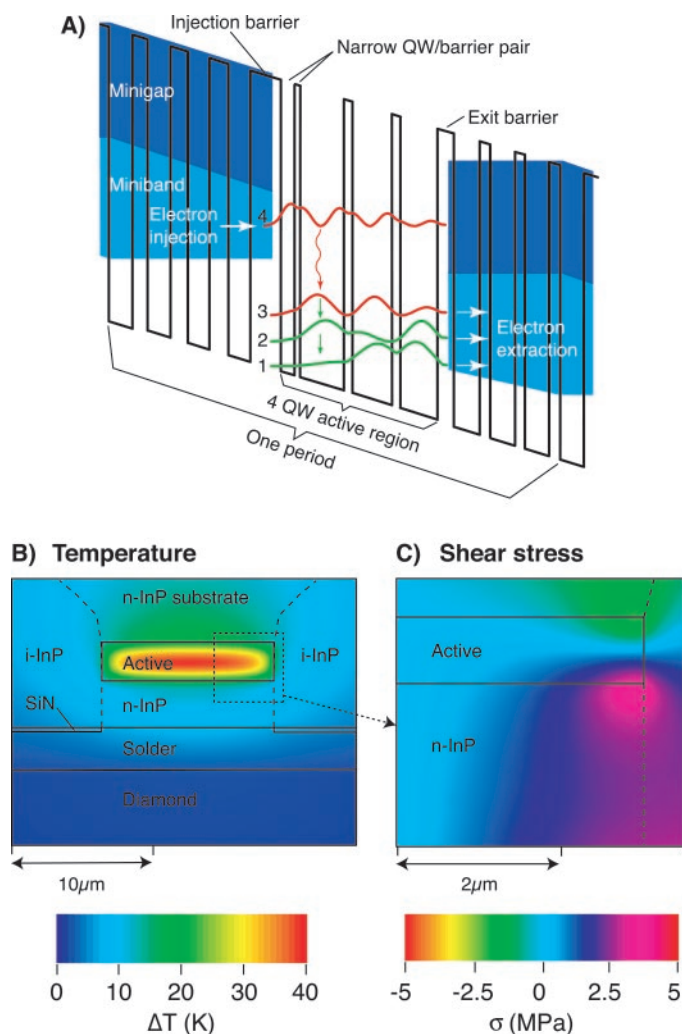 A)
Injection barrier
Narrow QW/barrier pair
Exit barrier
Minigap
Miniband
Electron injection
4
3
2
1
Electron extraction
4 QW active region
One period
B) Temperature
n-InP substrate
i-InP
Active
i-InP
n-InP
SiN
Solder
Diamond
10μm
0 10 20 30 40
ΔT (K)
C) Shear stress
Active
n-InP
2μm
-5 -2.5 0 2.5 5
σ (MPa)